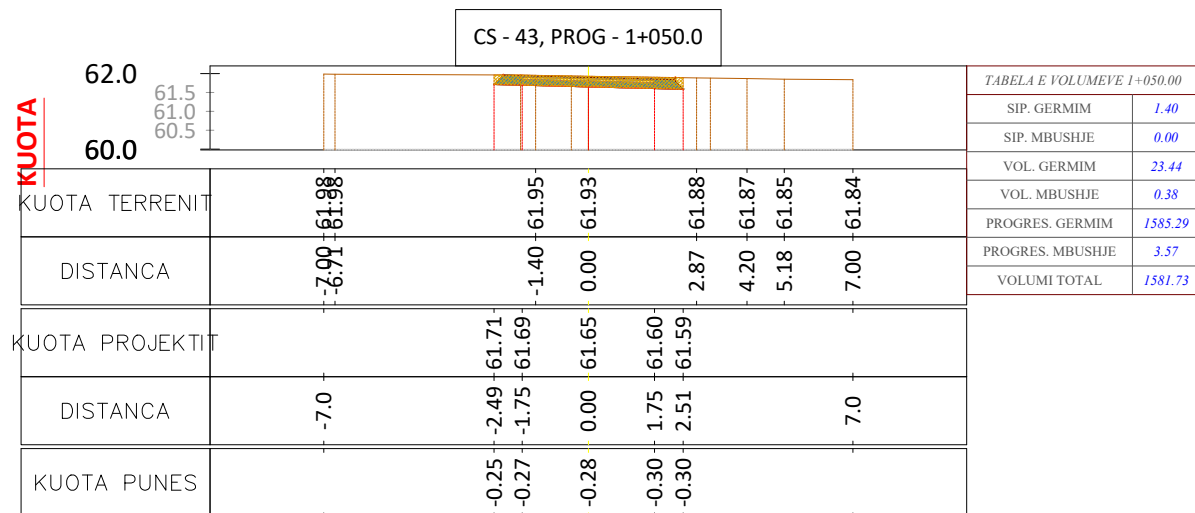 CS - 43, PROG - 1+050.0
KUOTA
62.0
61.5
61.0
60.5
60.0
KUOTA TERRENIT
61.98
61.98
61.95
61.93
61.88
61.87
61.85
61.84
DISTANCA
-7.00
-6.71
-1.40
0.00
2.87
4.20
5.18
7.00
KUOTA PROJEKTIT
61.71
61.69
61.65
61.60
61.59
DISTANCA
-7.0
-2.49
-1.75
0.00
1.75
2.51
7.0
KUOTA PUNES
-0.25
-0.27
-0.28
-0.30
-0.30
TABELA E VOLUMEVE 1+050.00
SIP. GERMIM 1.40
SIP. MBUSHJE 0.00
VOL. GERMIM 23.44
VOL. MBUSHJE 0.38
PROGRES. GERMIM 1585.29
PROGRES. MBUSHJE 3.57
VOLUMI TOTAL 1581.73